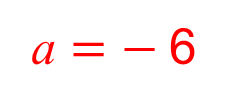 a = − 6